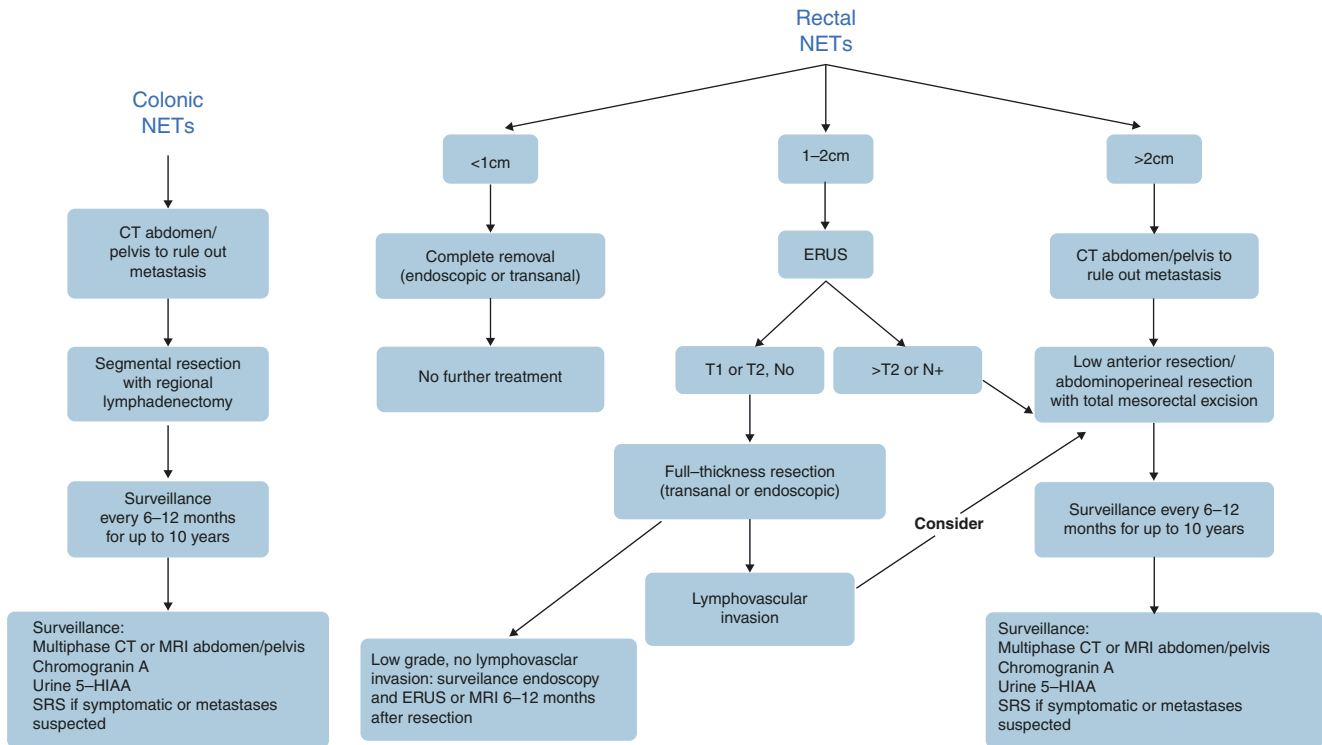 Colonic
NETs
CT abdomen/
pelvis to rule out
metastasis
Segmental resection
with regional
lymphadenectomy
Surveillance
every 6–12 months
for up to 10 years
Surveillance:
Multiphase CT or MRI abdomen/pelvis
Chromogranin A
Urine 5–HIAA
SRS if symptomatic or metastases
suspected
Rectal
NETs
<1cm
Complete removal
(endoscopic or transanal)
No further treatment
1–2cm
ERUS
T1 or T2, No
>T2 or N+
Full–thickness resection
(transanal or endoscopic)
Low grade, no lymphovasclar
invasion: surveilance endoscopy
and ERUS or MRI 6–12 months
after resection
Lymphovascular
invasion
Consider
>2cm
CT abdomen/pelvis to
rule out metastasis
Low anterior resection/
abdominoperineal resection
with total mesorectal excision
Surveillance every 6–12
months for up to 10 years
Surveillance:
Multiphase CT or MRI abdomen/pelvis
Chromogranin A
Urine 5–HIAA
SRS if symptomatic or metastases
suspected